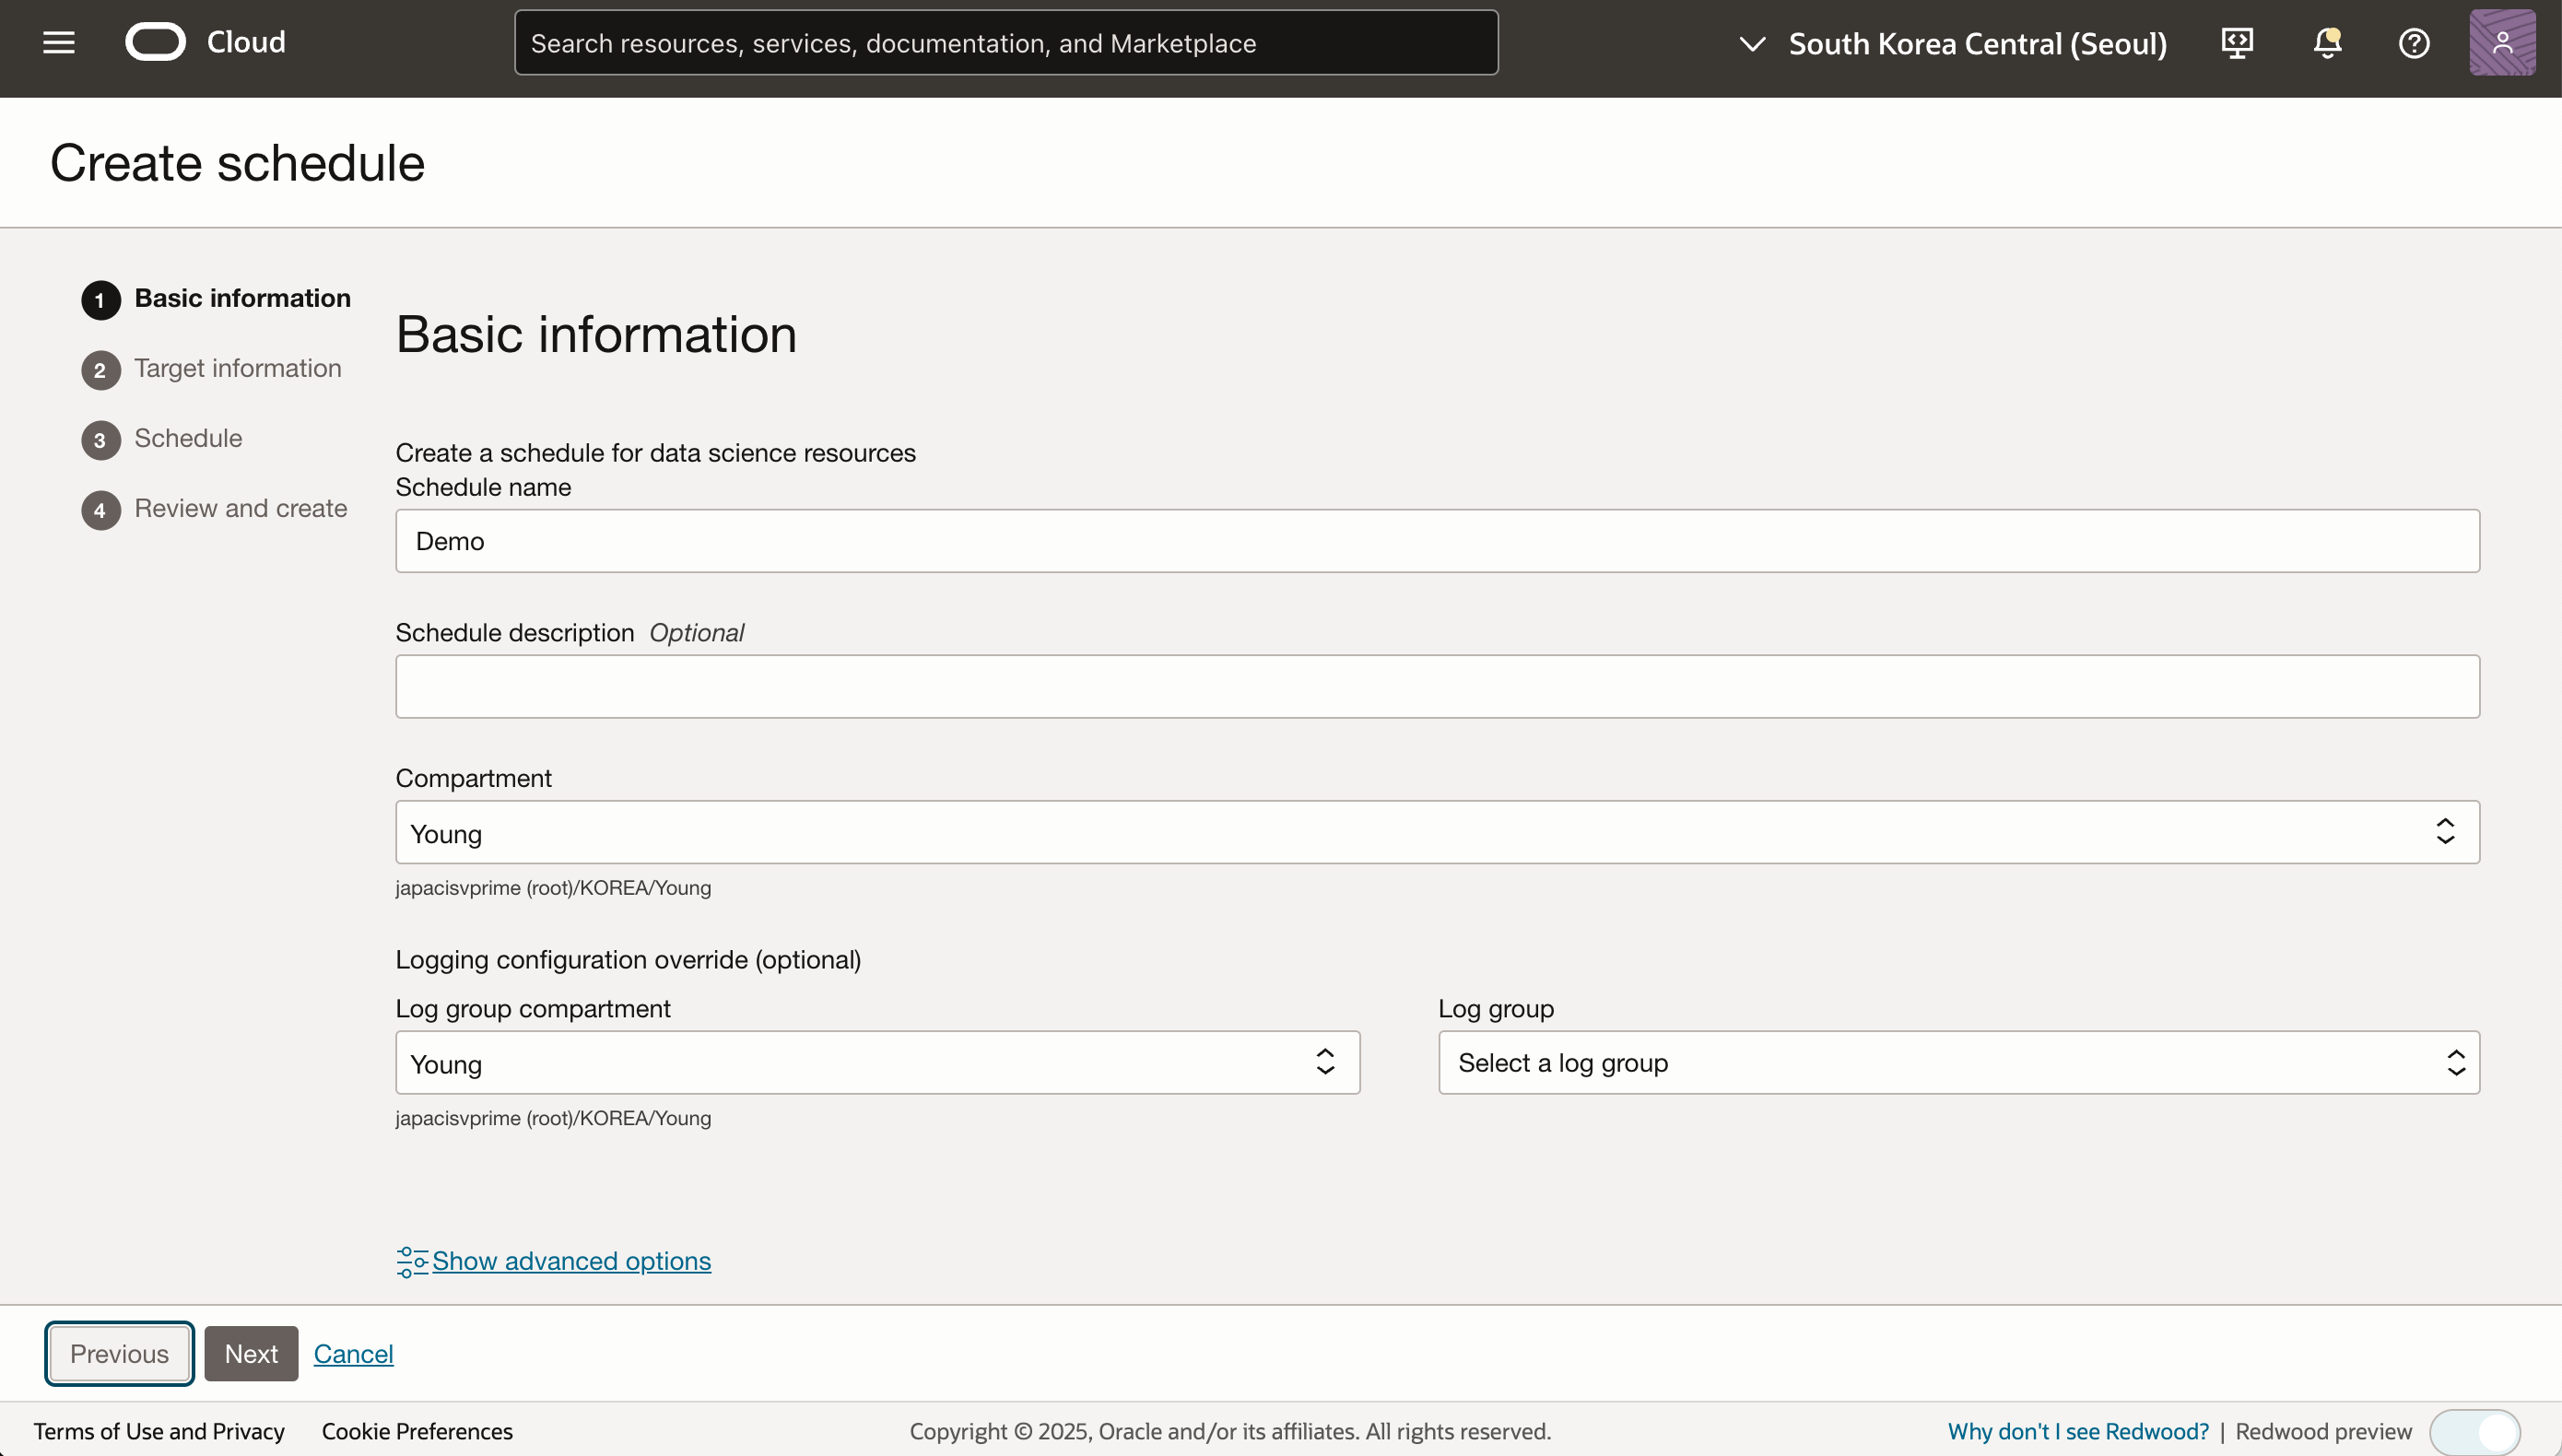 Cloud
Search resources, services, documentation, and Marketplace
South Korea Central (Seoul)
Create schedule
1 Basic information
2 Target information
3 Schedule
4 Review and create
Basic information
Create a schedule for data science resources
Schedule name
Demo
Schedule description Optional
Compartment
Young
japacisvprime (root)/KOREA/Young
Logging configuration override (optional)
Log group compartment
Young
japacisvprime (root)/KOREA/Young
Log group
Select a log group
Show advanced options
Previous Next Cancel
Terms of Use and Privacy Cookie Preferences
Copyright © 2025, Oracle and/or its affiliates. All rights reserved.
Why don't I see Redwood? | Redwood preview